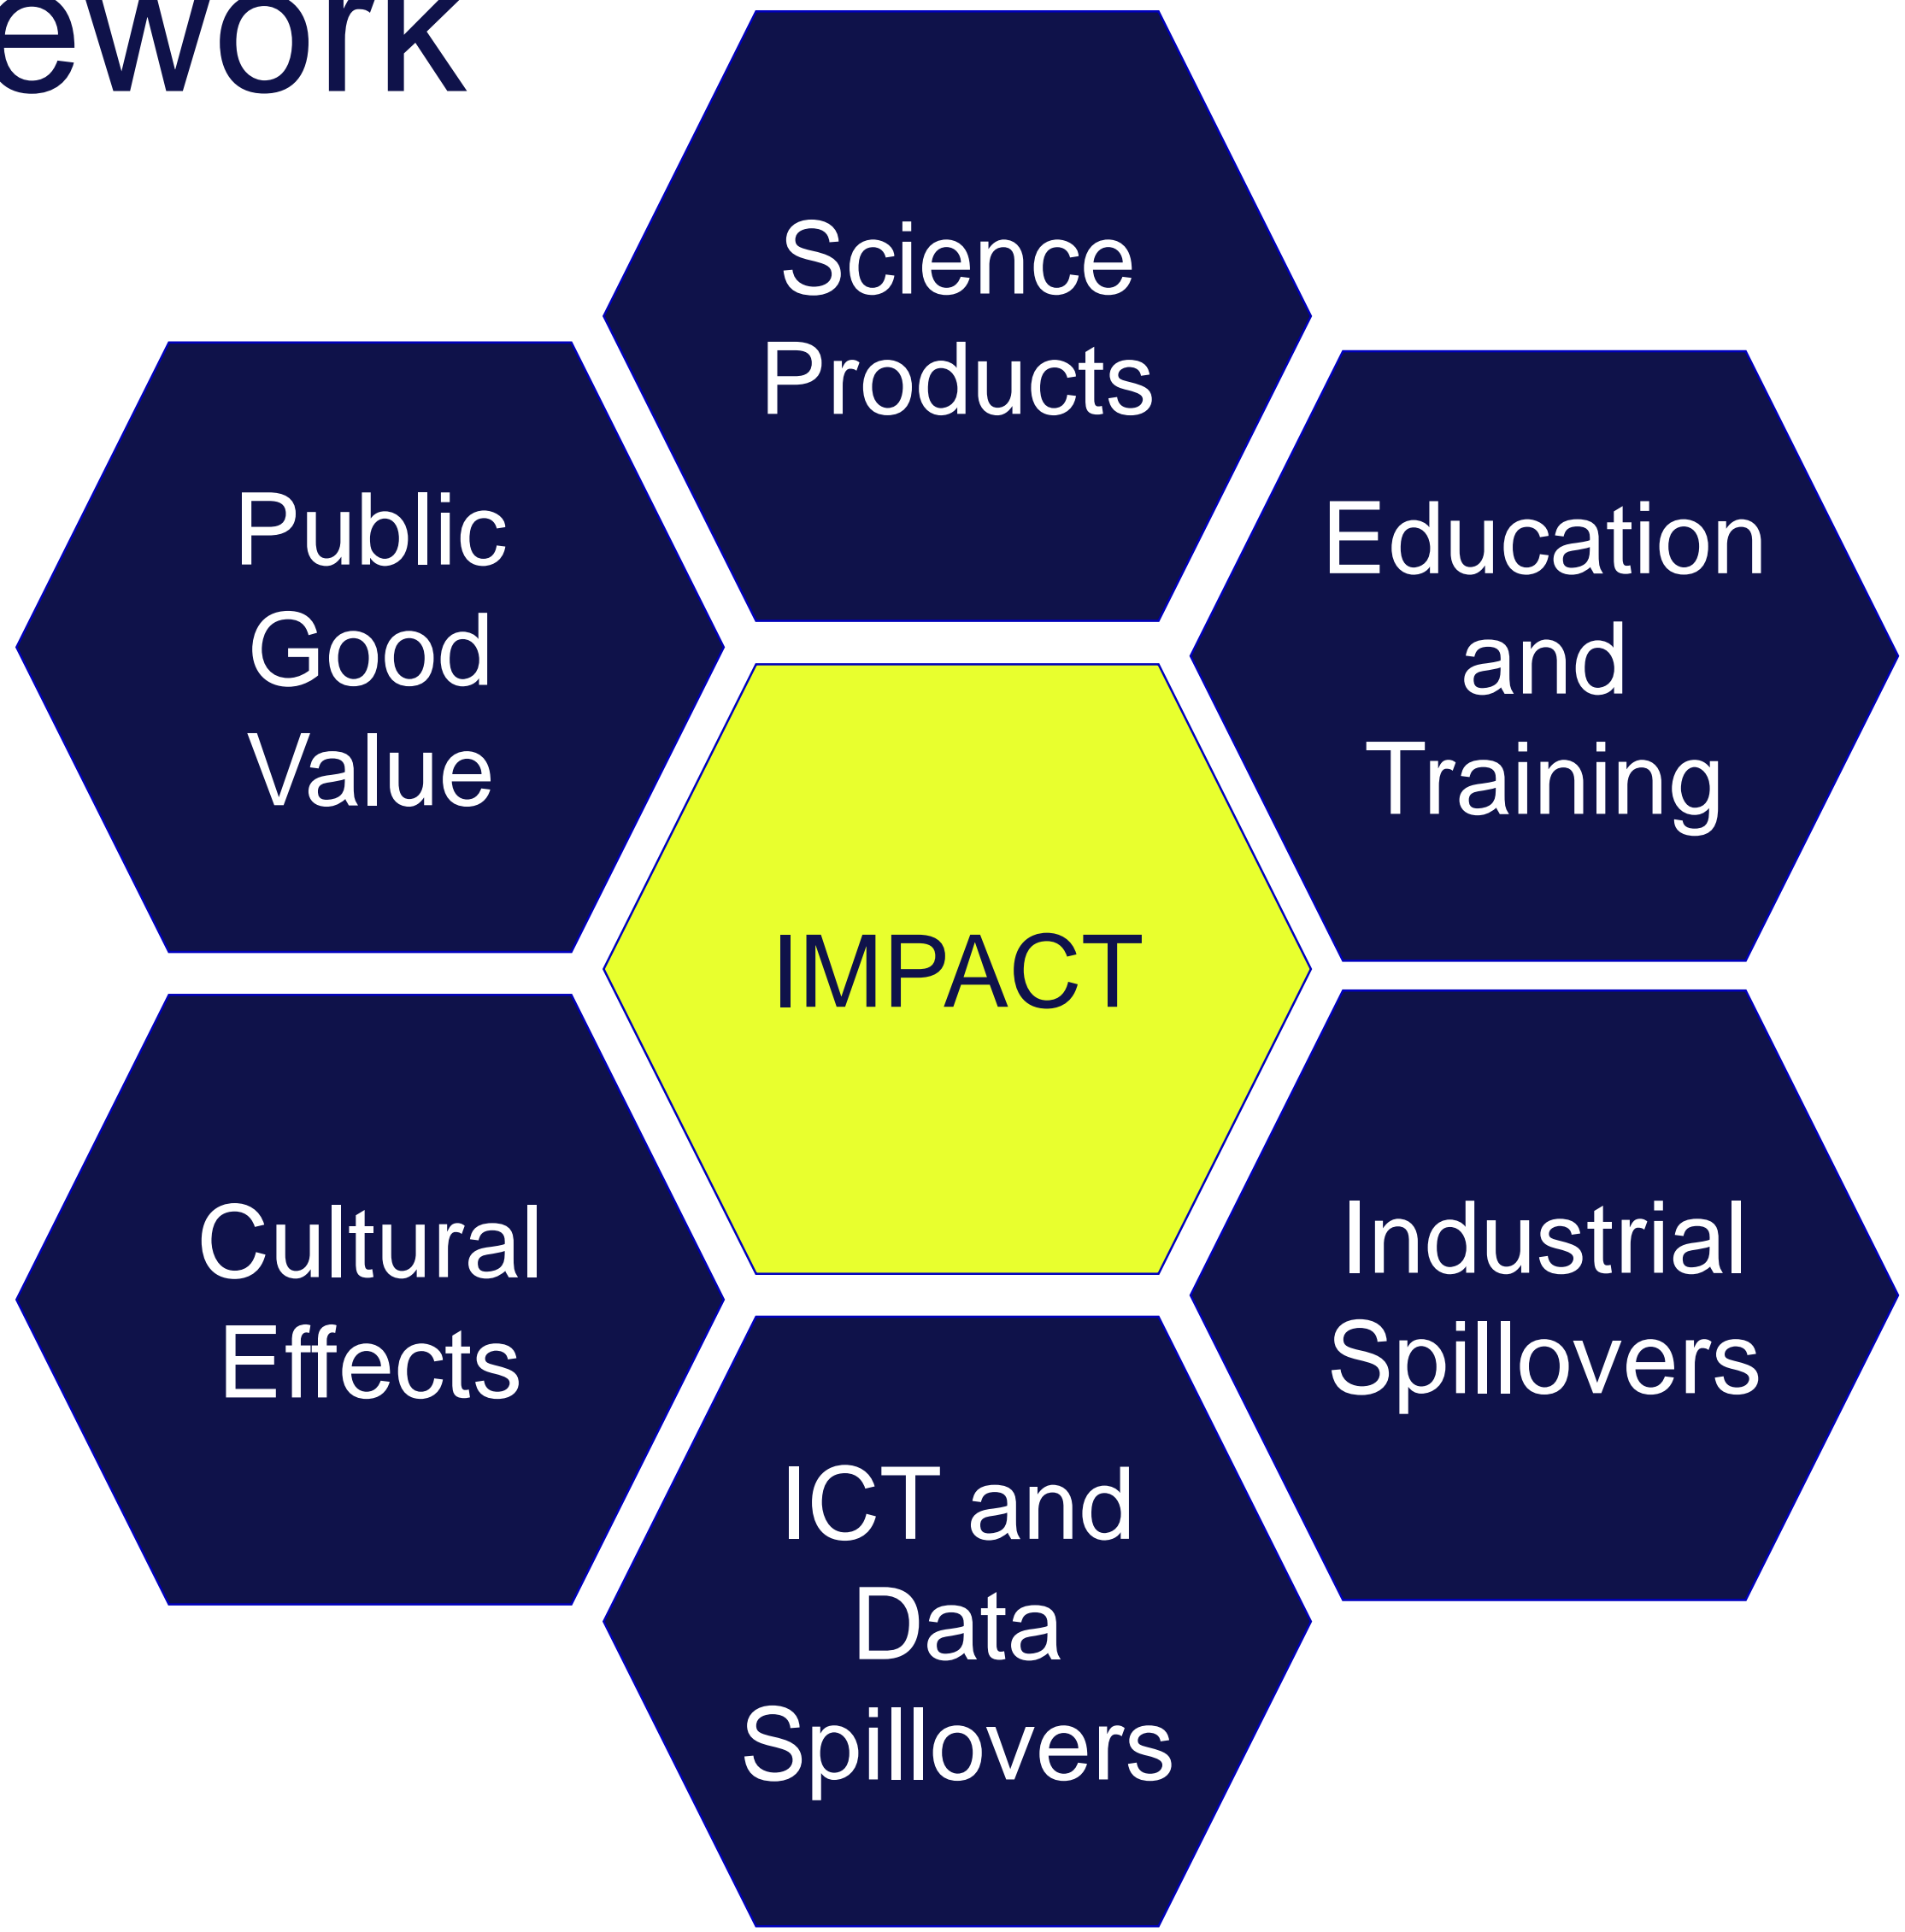 ework
Science
Products
Public
Good
Value
Education
and
Training
IMPACT
Cultural
Effects
Industrial
Spillovers
ICT and
Data
Spillovers